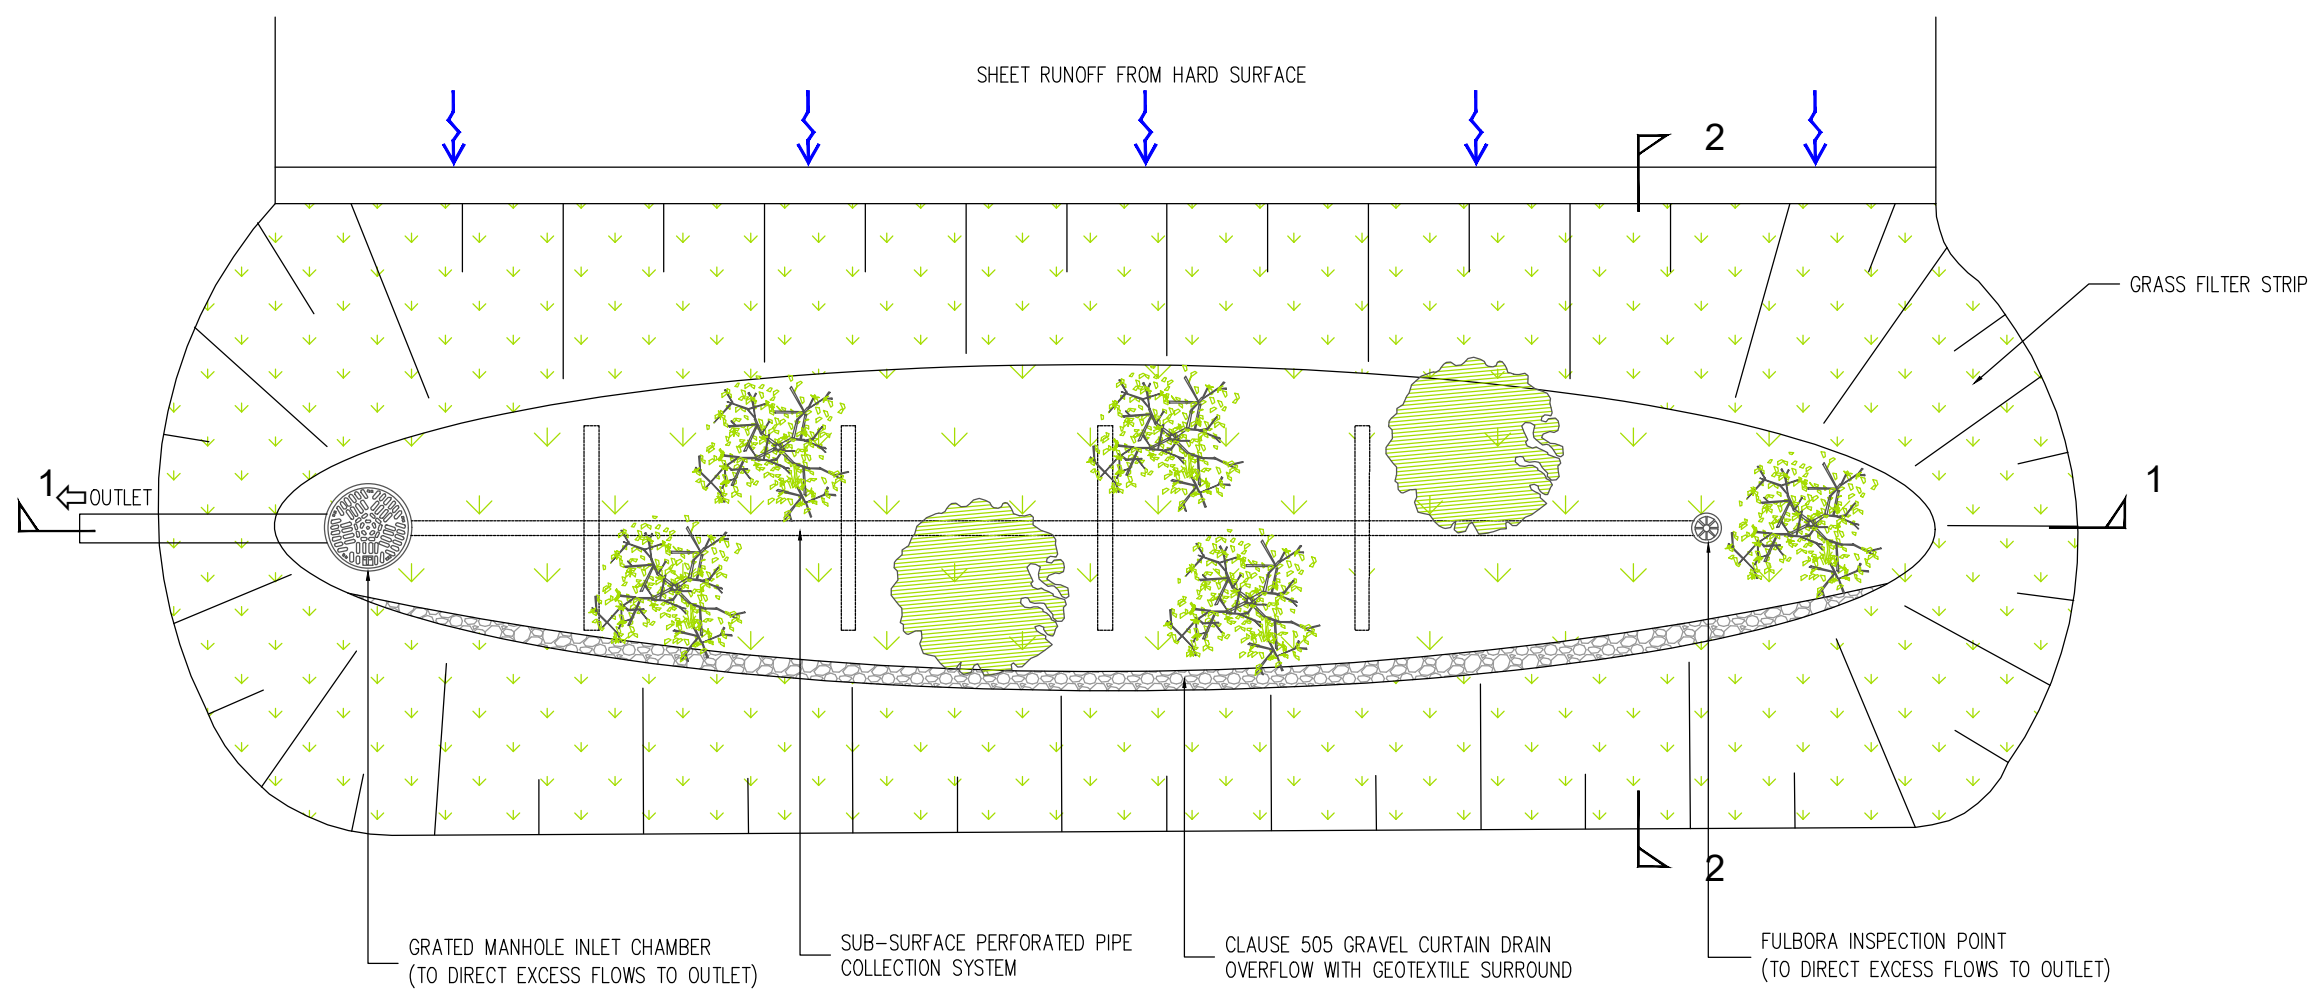 SHEET RUNOFF FROM HARD SURFACE
2
GRASS FILTER STRIP
1
OUTLET
1
2
GRATED MANHOLE INLET CHAMBER
(TO DIRECT EXCESS FLOWS TO OUTLET)
SUB-SURFACE PERFORATED PIPE
COLLECTION SYSTEM
CLAUSE 505 GRAVEL CURTAIN DRAIN
OVERFLOW WITH GEOTEXTILE SURROUND
FULBORA INSPECTION POINT
(TO DIRECT EXCESS FLOWS TO OUTLET)